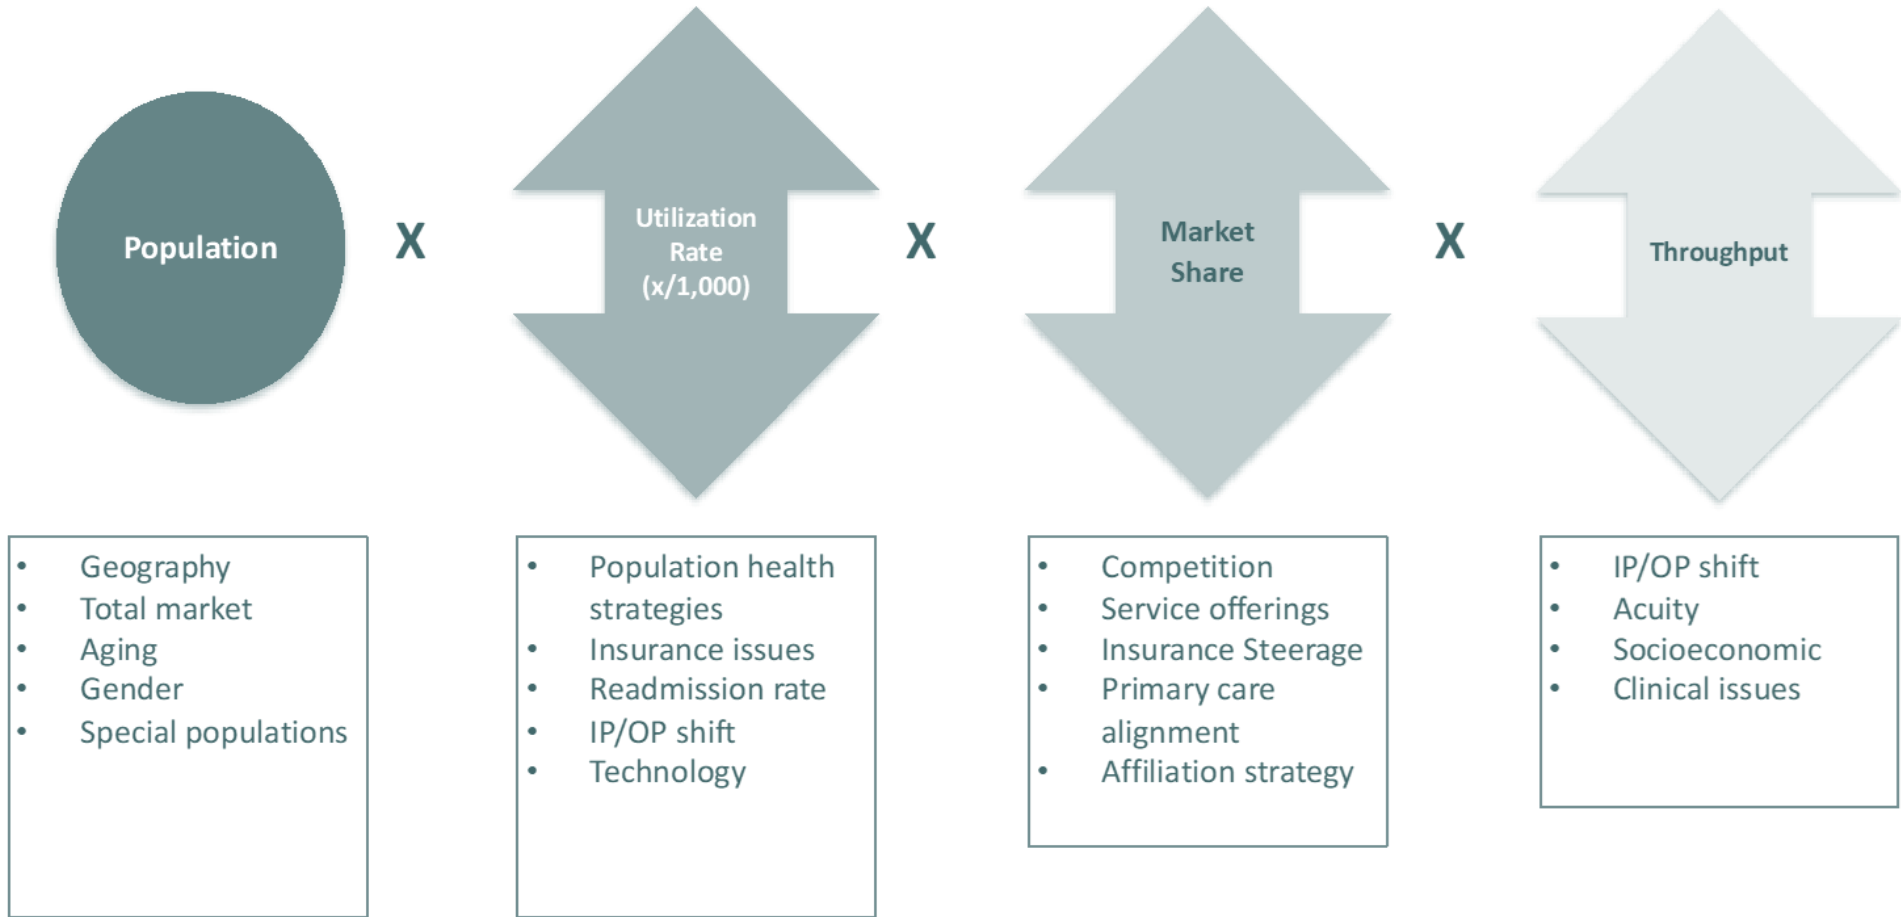 Population
X
Utilization
Rate
(x/1,000)
X
Market
Share
X
Throughput
• Geography
• Total market
• Aging
• Gender
• Special populations
• Population health
strategies
• Insurance issues
• Readmission rate
• IP/OP shift
• Technology
• Competition
• Service offerings
• Insurance Steerage
• Primary care
alignment
• Affiliation strategy
• IP/OP shift
• Acuity
• Socioeconomic
• Clinical issues